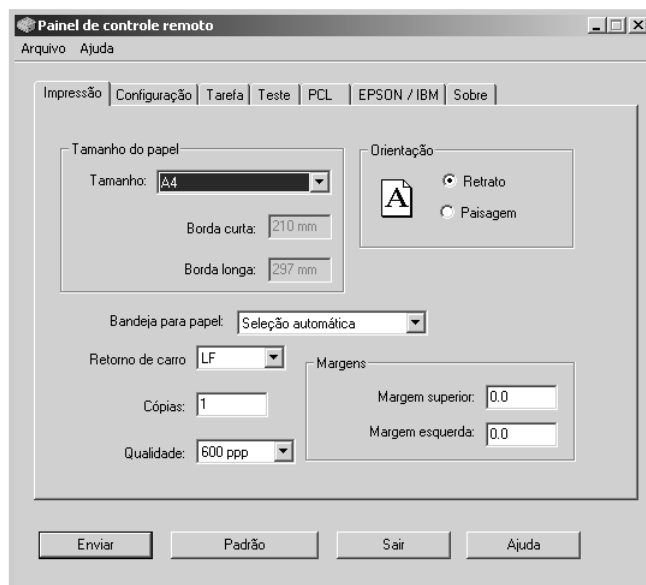 Painel de controle remoto
Arquivo Ajuda
Impressão Configuração Tarefa Teste PCL EPSON / IBM Sobre
Tamanho do papel
Tamanho: A4
Borda curta: 210 mm
Borda longa: 297 mm
Orientação
A
Retrato
Paisagem
Bandeja para papel: Seleção automática
Retorno de carro LF
Cópias: 1
Qualidade: 600 ppp
Margens
Margem superior: 0.0
Margem esquerda: 0.0
Enviar Padrão Sair Ajuda